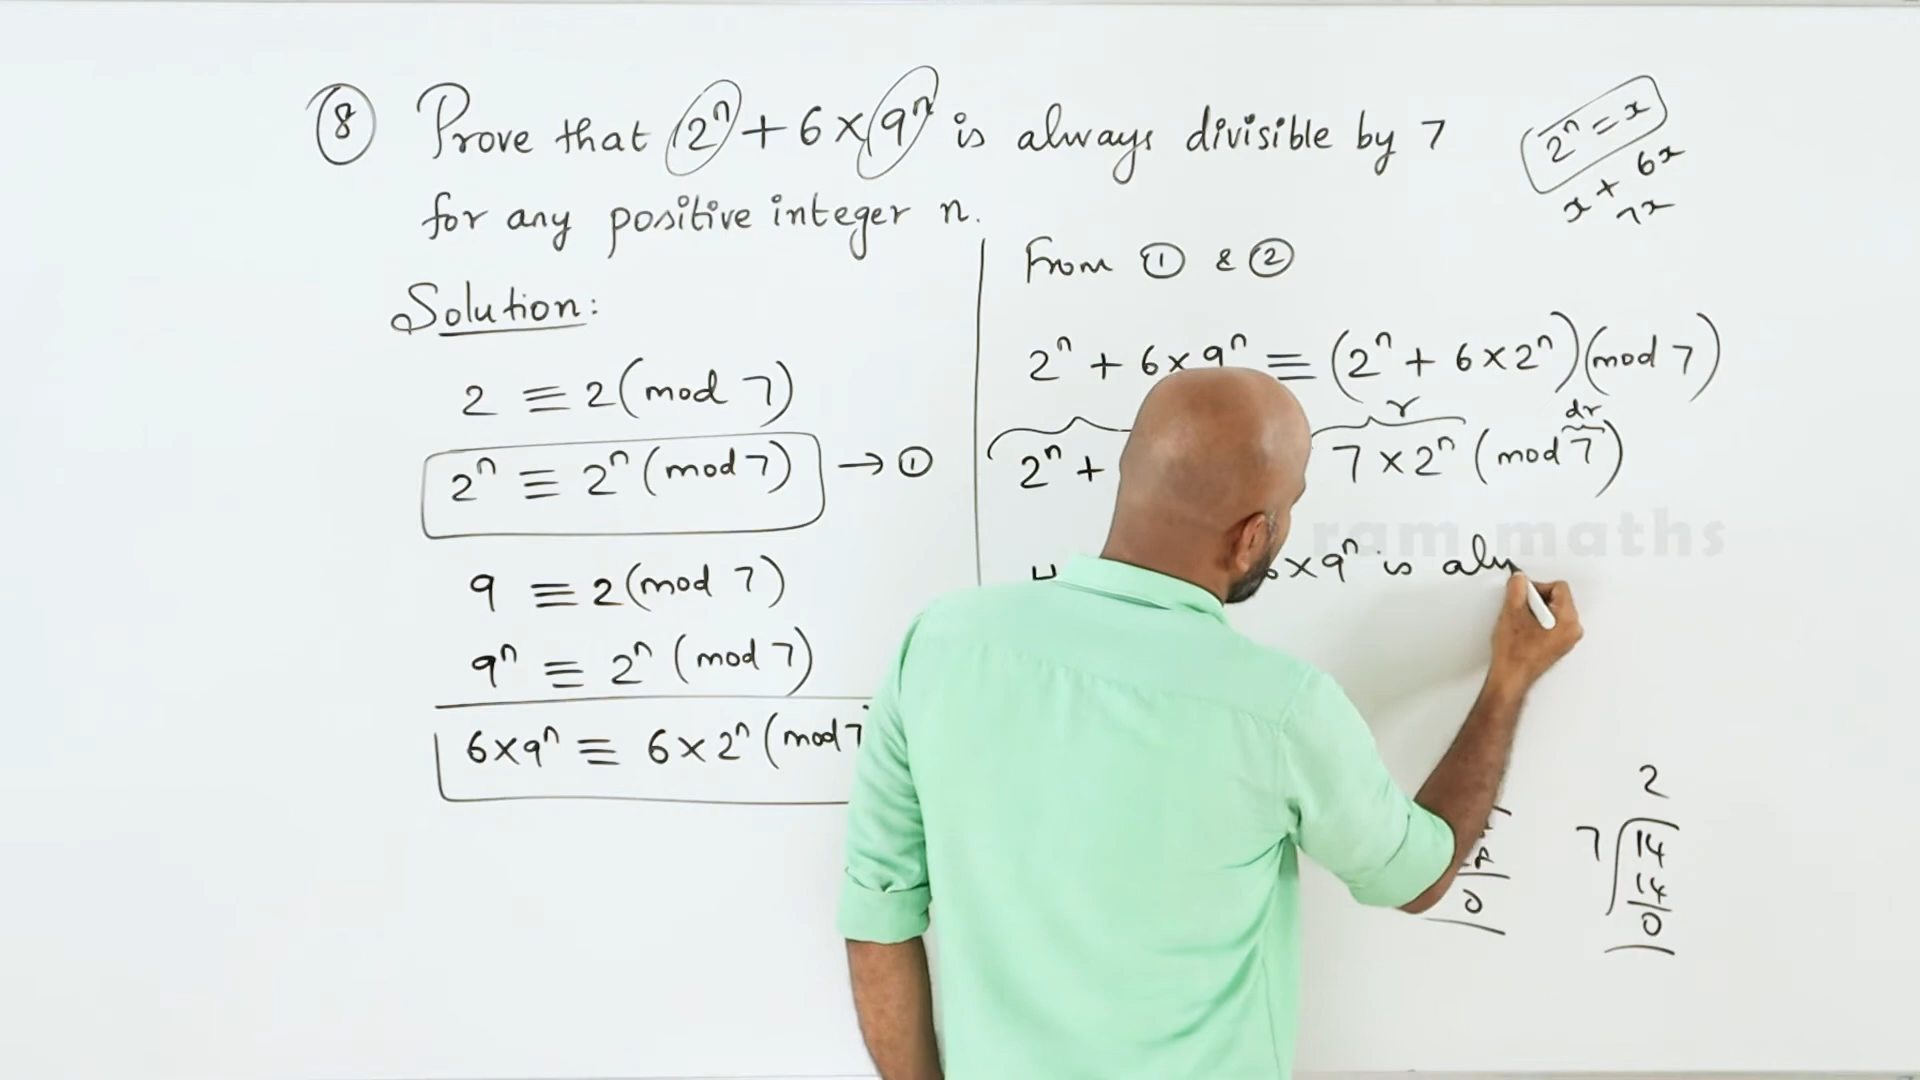 ⑧ Prove that 2ⁿ + 6 × 9ⁿ is always divisible by 7
for any positive integer n.
Solution:
2 ≡ 2 (mod 7)
2ⁿ ≡ 2ⁿ (mod 7) → ①
9 ≡ 2 (mod 7)
9ⁿ ≡ 2ⁿ (mod 7)
6 × 9ⁿ ≡ 6 × 2ⁿ (mod 7
2ⁿ = x
x + 6x
7x
From ① & ②
2ⁿ + 6 × 9ⁿ ≡ (2ⁿ + 6 × 2ⁿ) (mod 7)
r
dr
2ⁿ + 7 × 2ⁿ (mod 7)
ram maths
6 × 9ⁿ is alw
0
2
7 14
14
0